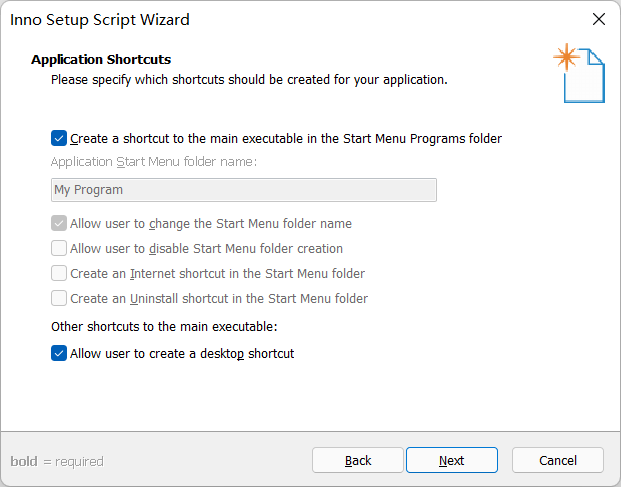 Inno Setup Script Wizard
Application Shortcuts
Please specify which shortcuts should be created for your application.
Create a shortcut to the main executable in the Start Menu Programs folder
Application Start Menu folder name:
My Program
Allow user to change the Start Menu folder name
Allow user to disable Start Menu folder creation
Create an Internet shortcut in the Start Menu folder
Create an Uninstall shortcut in the Start Menu folder
Other shortcuts to the main executable:
Allow user to create a desktop shortcut
bold = required
Back
Next
Cancel